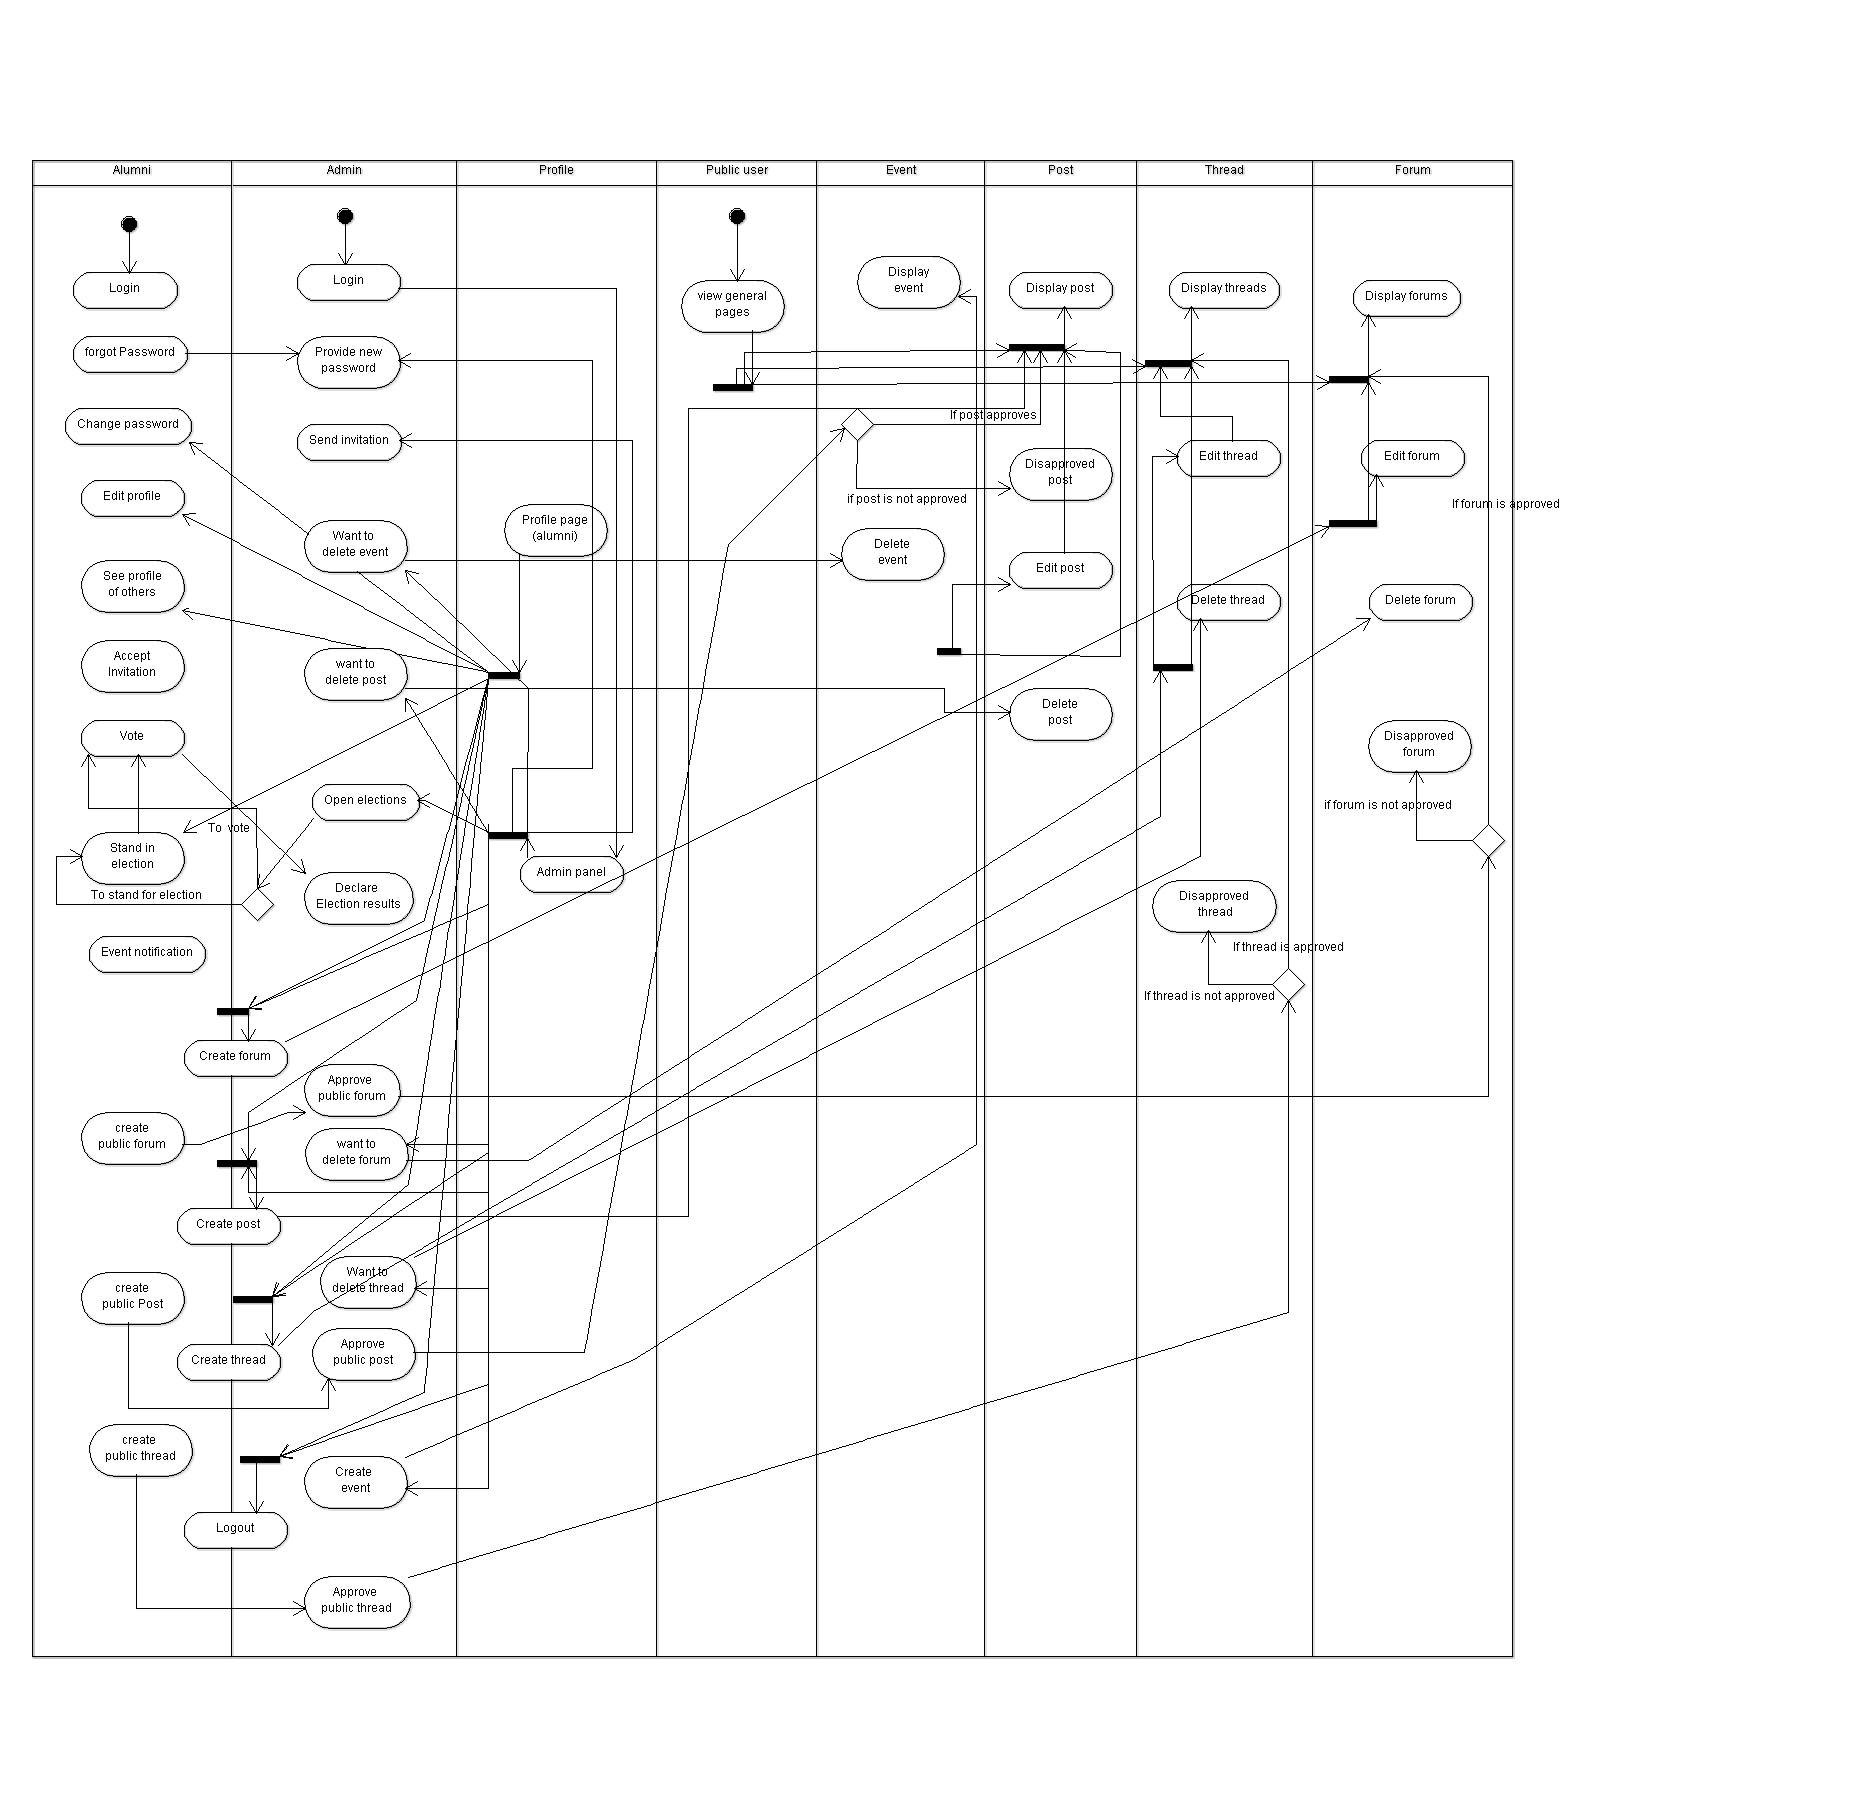 Alumni
Admin
Profile
Public user
Event
Post
Thread
Forum
Login
forgot Password
Change password
Edit profile
See profile
of others
Accept
Invitation
Vote
To  vote
Stand in
election
To stand for election
Event notification
Create forum
create
public forum
Create post
create
public Post
Create thread
create
public thread
Logout
Login
Provide new
password
Send invitation
Want to
delete event
want to
delete post
Open elections
Declare
Election results
Approve
public forum
want to
delete forum
Want to
delete thread
Approve
public post
Create
event
Approve
public thread
Profile page
(alumni)
Admin panel
view general
pages
Display
event
If post approves
if post is not approved
Delete
event
Display post
Disapproved
post
Edit post
Delete
post
Display threads
Edit thread
Delete thread
Disapproved
thread
If thread is approved
If thread is not approved
Display forums
Edit forum
If forum is approved
Delete forum
Disapproved
forum
if forum is not approved